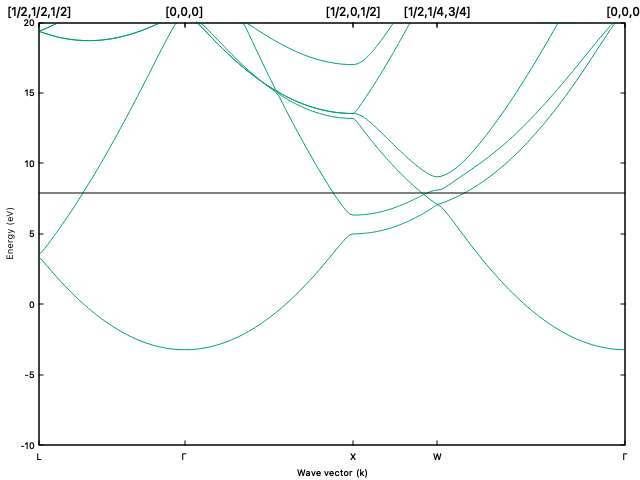 [1/2,1/2,1/2] [0,0,0] [1/2,0,1/2] [1/2,1/4,3/4] [0,0,0
20
15
10
5
0
-5
-10
Energy (eV)
L Γ X W Γ
Wave vector (k)